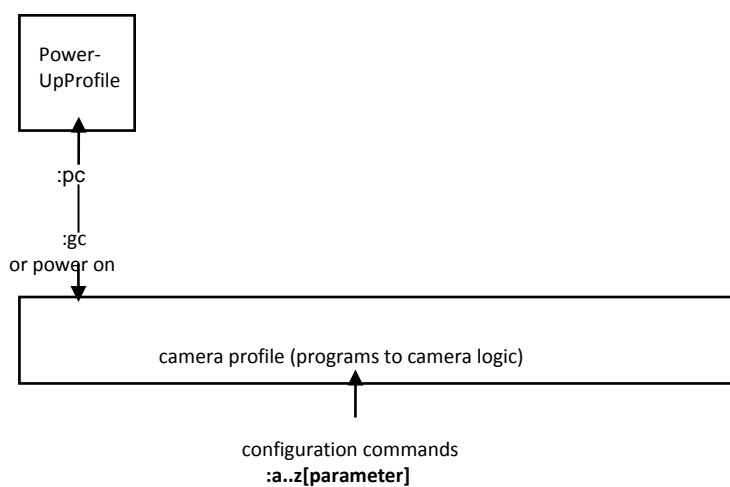 Power-
UpProfile
:pc
:gc
or power on
camera profile (programs to camera logic)
configuration commands
:a..z[parameter]